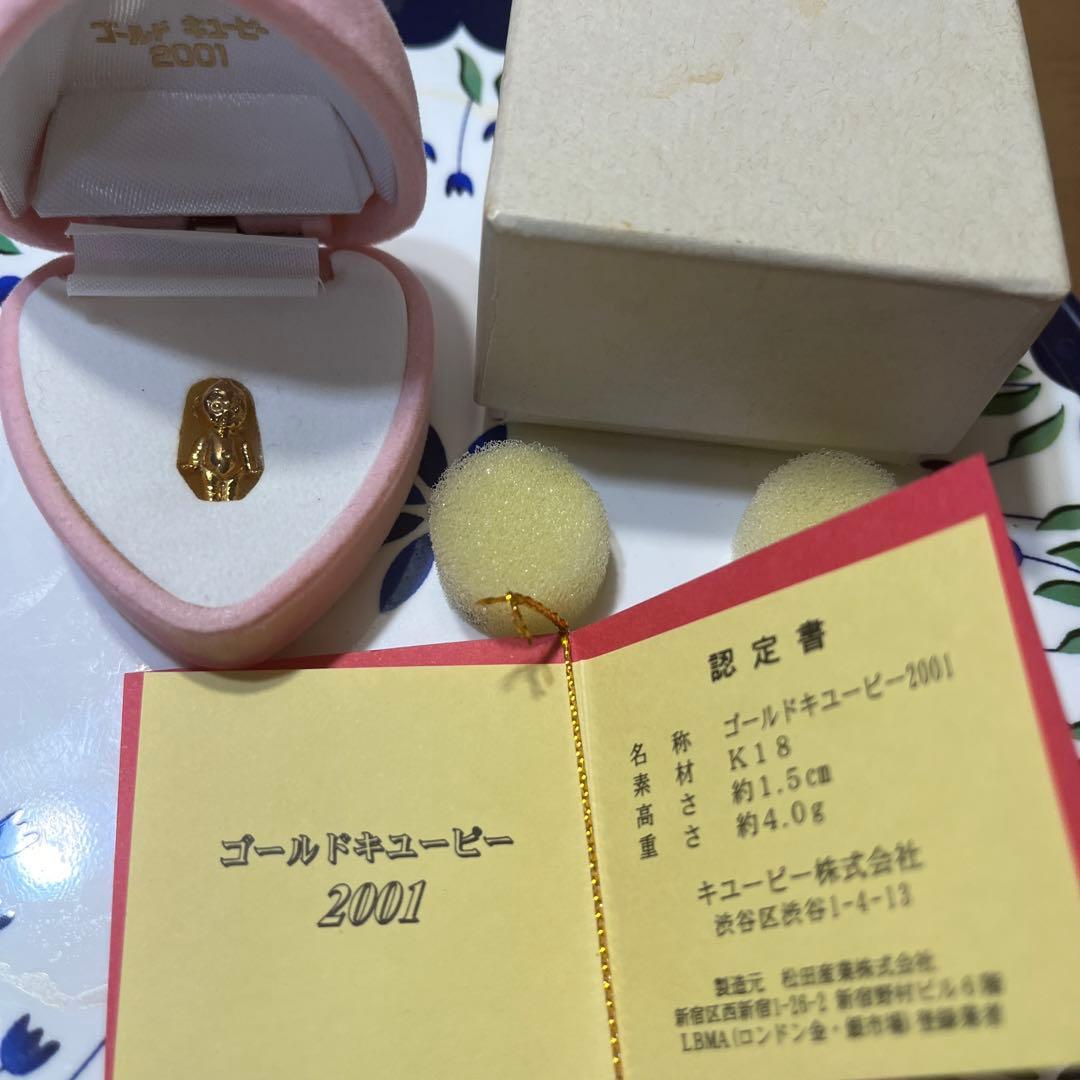 ゴールド キユーピー
2001
ゴールドキユーピー
2001
認定書
名称 ゴールドキユーピー2001
素材 K18
高さ 約1.5cm
重さ 約4.0g
キユーピー株式会社
渋谷区渋谷1-4-13
製造元 松田産業株式会社
新宿区西新宿1-26-2 新宿野村ビル6階
LBMA(ロンドン金・銀市場)登録業者